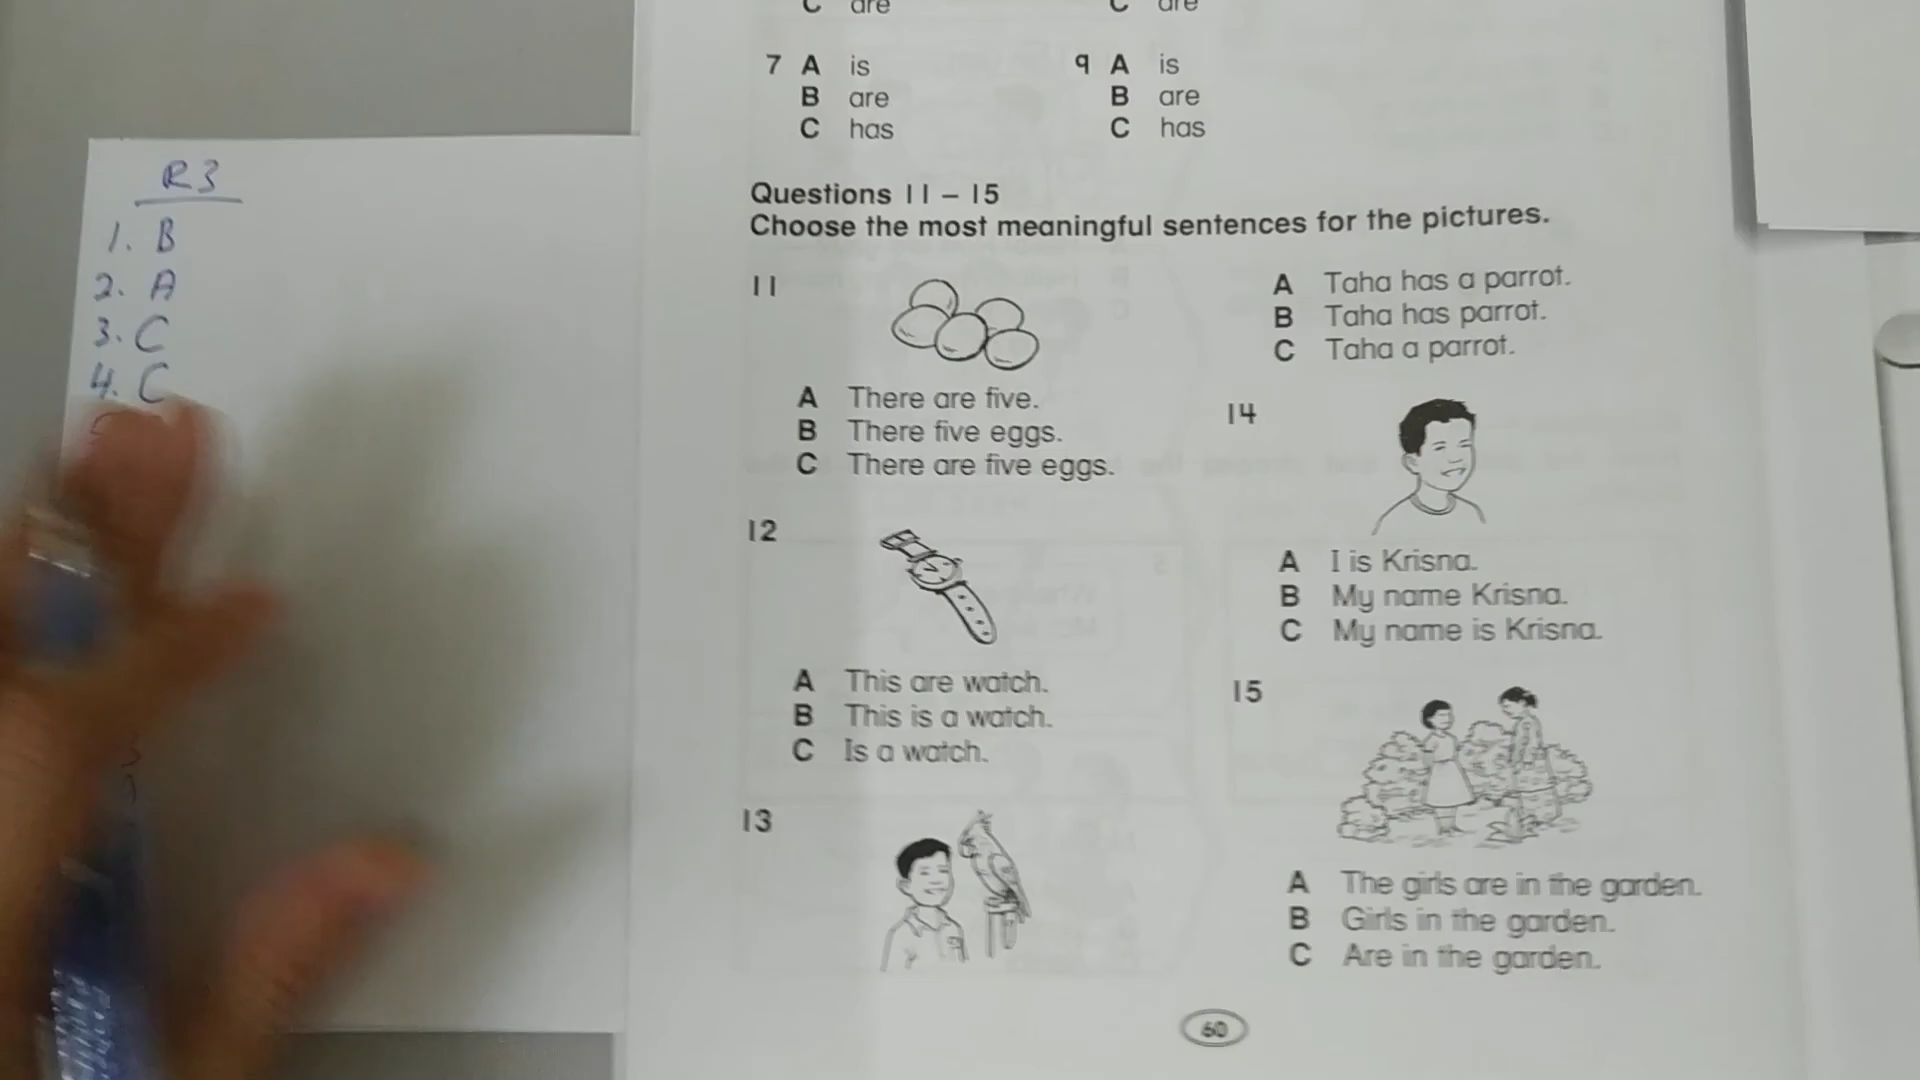 R3
1. B
2. A
3. C
4. C
C are
C are
7 A is
B are
C has
9 A is
B are
C has
Questions 11 – 15
Choose the most meaningful sentences for the pictures.
11
A There are five.
B There five eggs.
C There are five eggs.
12
A This are watch.
B This is a watch.
C Is a watch.
13
A Taha has a parrot.
B Taha has parrot.
C Taha a parrot.
14
A I is Krisna.
B My name Krisna.
C My name is Krisna.
15
A The girls are in the garden.
B Girls in the garden.
C Are in the garden.
60